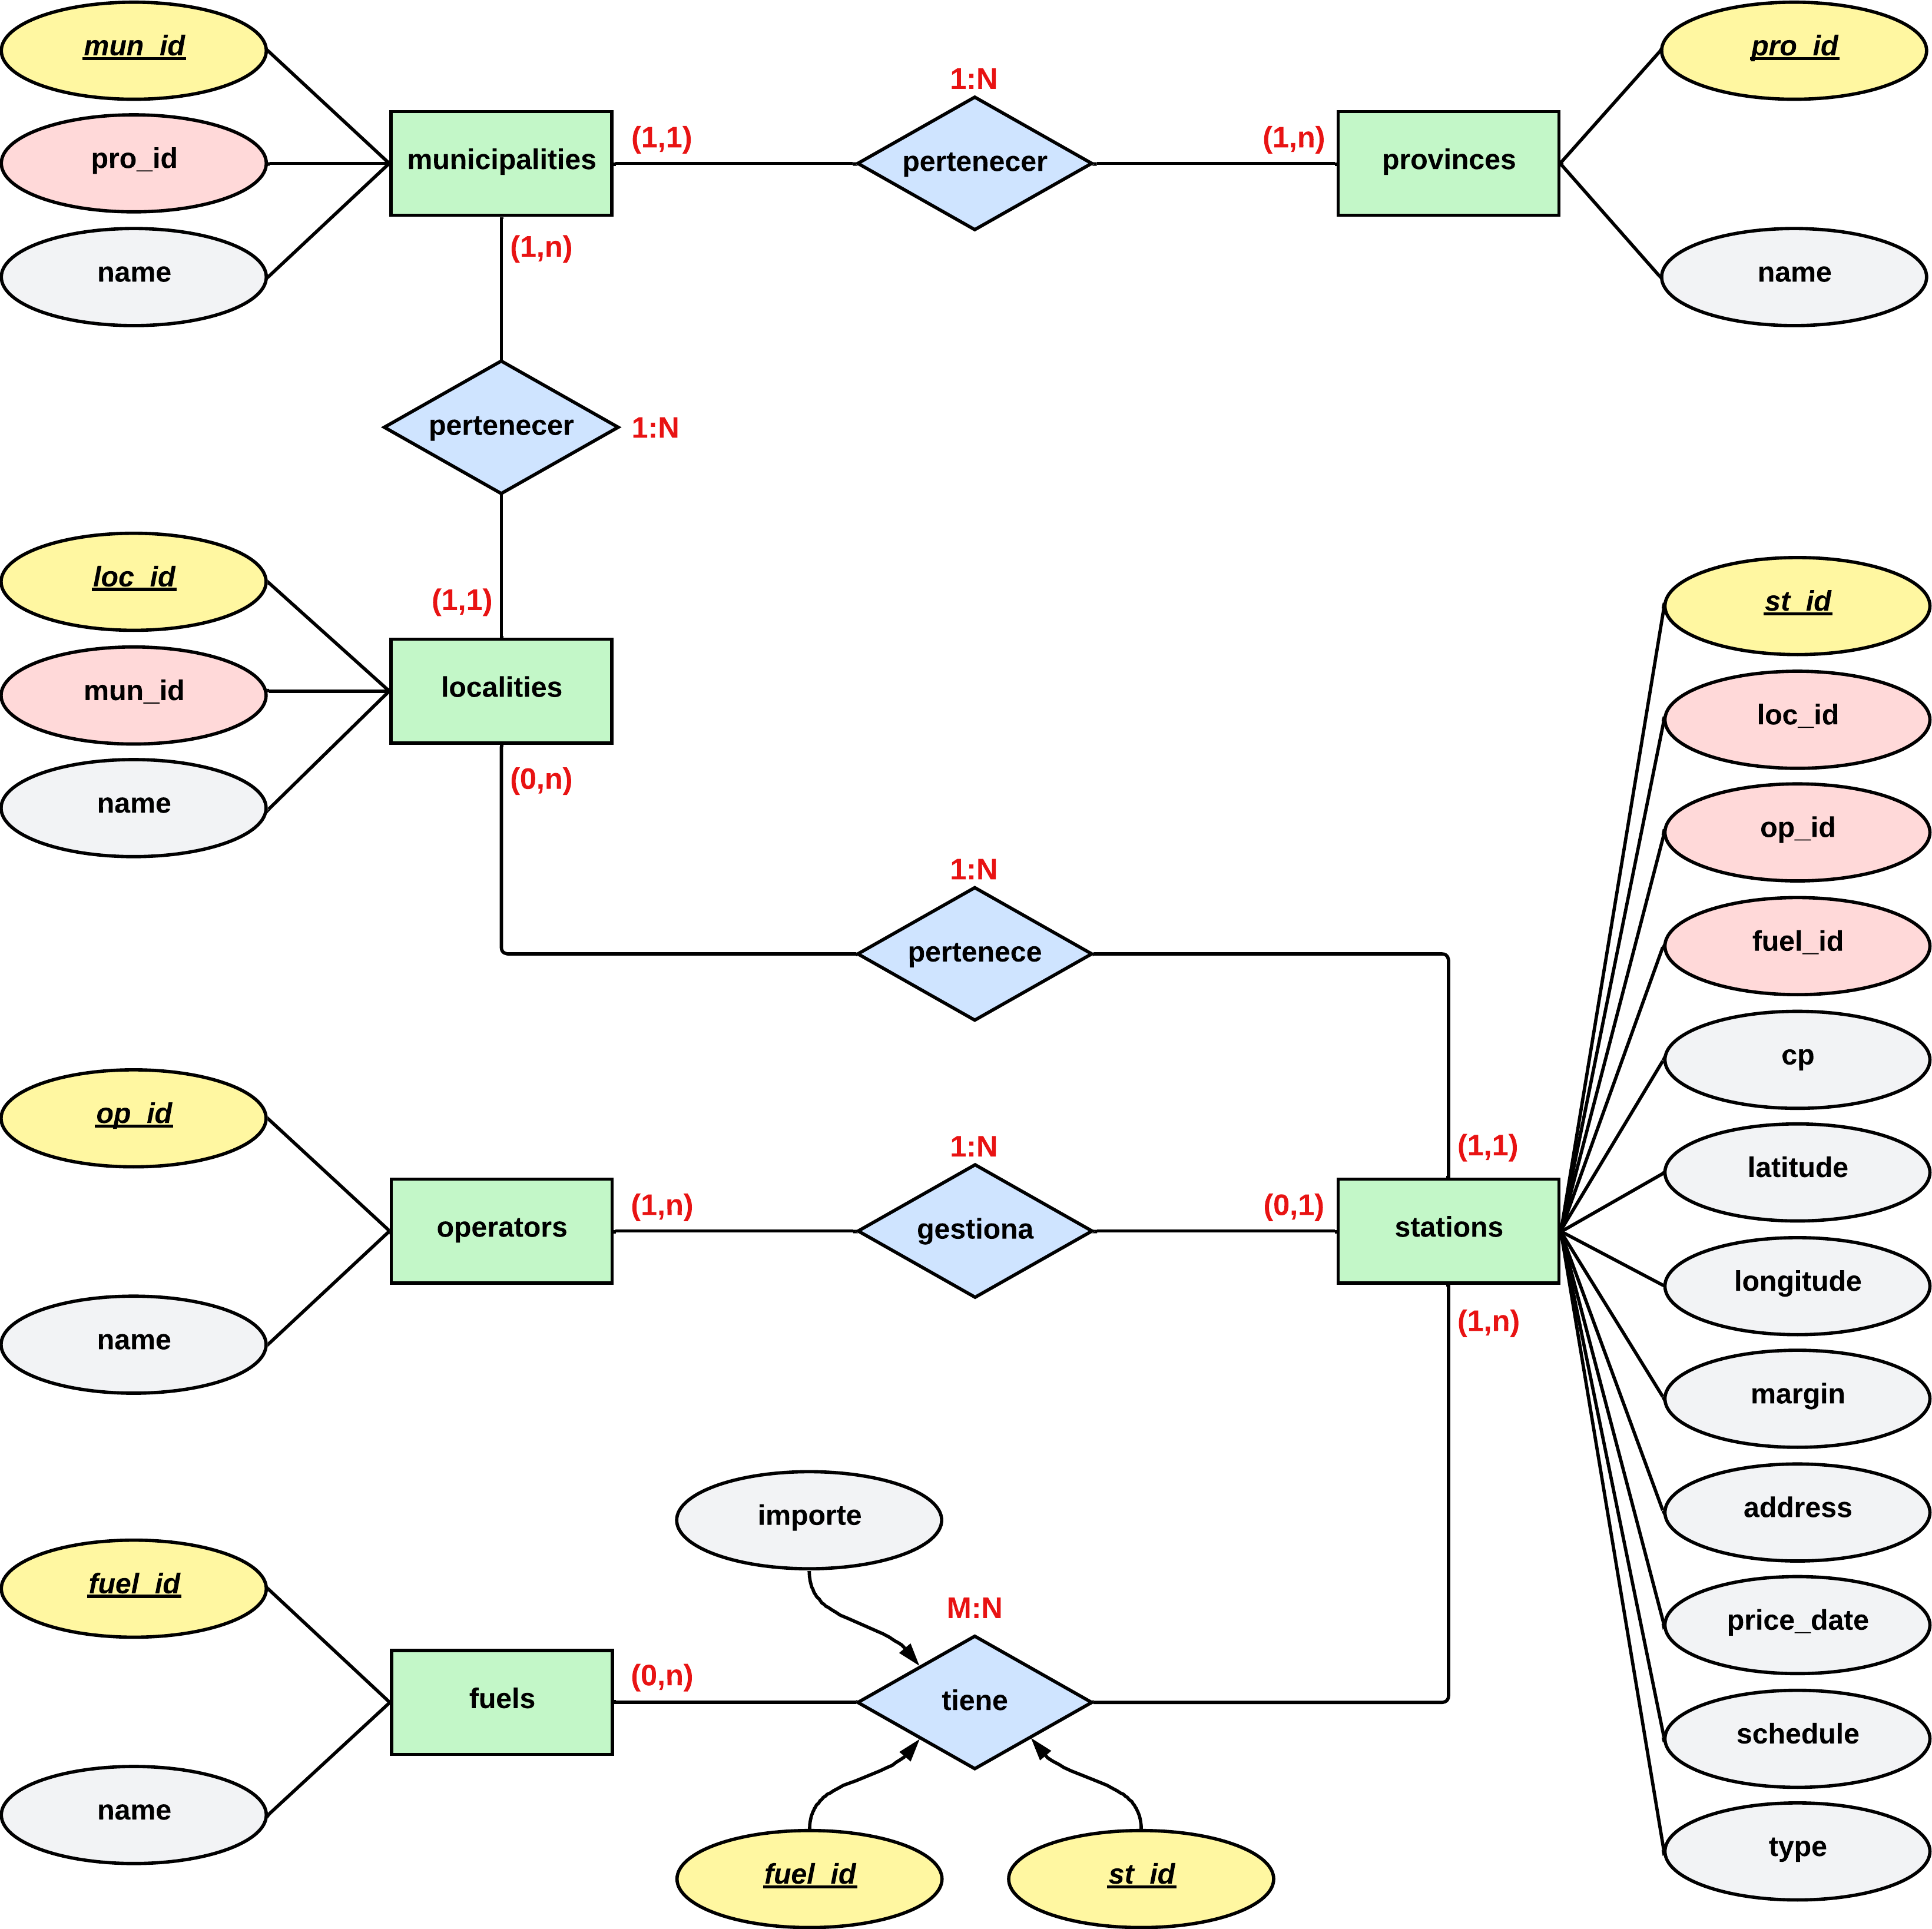 mun_id
pro_id
name
municipalities
(1,1)
1:N
pertenecer
(1,n)
provinces
pro_id
name
(1,n)
pertenecer
1:N
(1,1)
loc_id
mun_id
name
localities
(0,n)
1:N
pertenece
(1,1)
op_id
name
operators
(1,n)
1:N
gestiona
(0,1)
stations
(1,n)
st_id
loc_id
op_id
fuel_id
cp
latitude
longitude
margin
address
price_date
schedule
type
fuel_id
name
fuels
(0,n)
importe
M:N
tiene
fuel_id
st_id